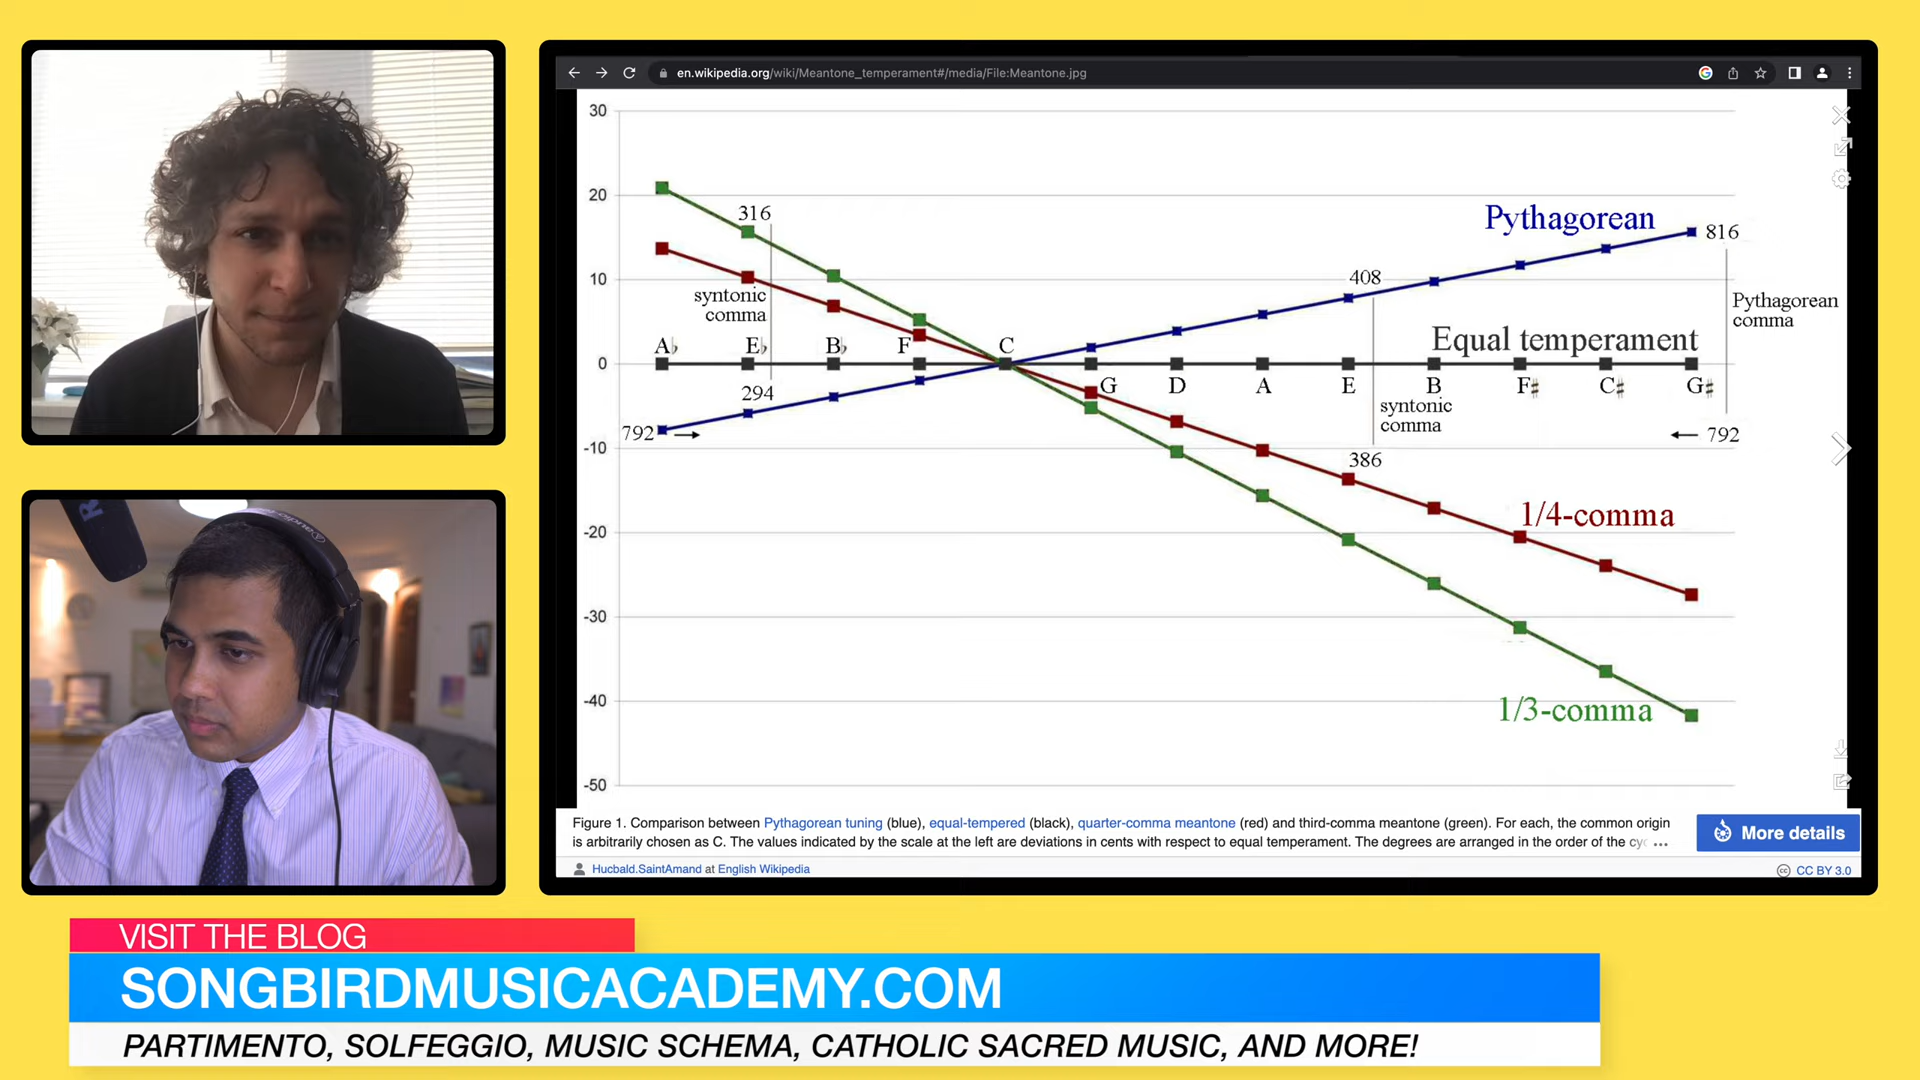 en.wikipedia.org/wiki/Meantone_temperament#/media/File:Meantone.jpg
30
20
10
0
-10
-20
-30
-40
-50
316
syntonic
comma
A♭ E♭ B♭ F C
294
792
Pythagorean
816
408
Pythagorean
comma
Equal temperament
G D A E B F♯ C♯ G♯
syntonic
comma
792
386
1/4-comma
1/3-comma
Figure 1. Comparison between Pythagorean tuning (blue), equal-tempered (black), quarter-comma meantone (red) and third-comma meantone (green). For each, the common origin
is arbitrarily chosen as C. The values indicated by the scale at the left are deviations in cents with respect to equal temperament. The degrees are arranged in the order of the cyc ...
More details
Hucbald.SaintAmand at English Wikipedia
CC BY 3.0
VISIT THE BLOG
SONGBIRDMUSICACADEMY.COM
PARTIMENTO, SOLFEGGIO, MUSIC SCHEMA, CATHOLIC SACRED MUSIC, AND MORE!